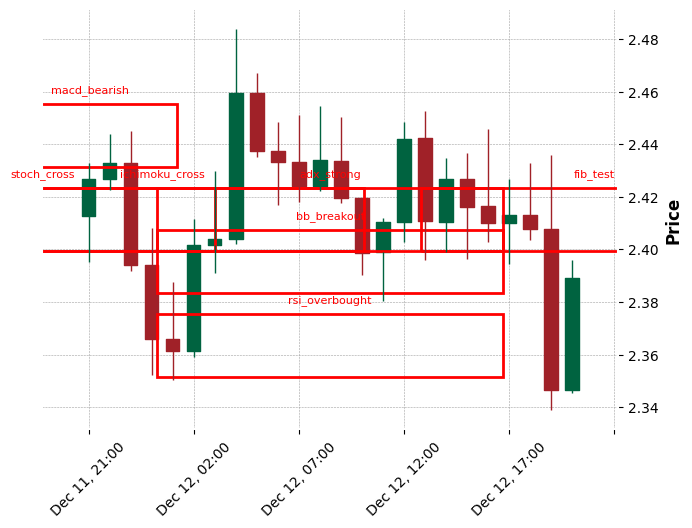 2.48
2.46
macd_bearish
2.44
stoch_cross
ichimoku_cross
adx_strong
fib_test
2.42
bb_breakout
2.40
Price
rsi_overbought
2.38
2.36
2.34
Dec 11, 21:00
Dec 12, 02:00
Dec 12, 07:00
Dec 12, 12:00
Dec 12, 17:00